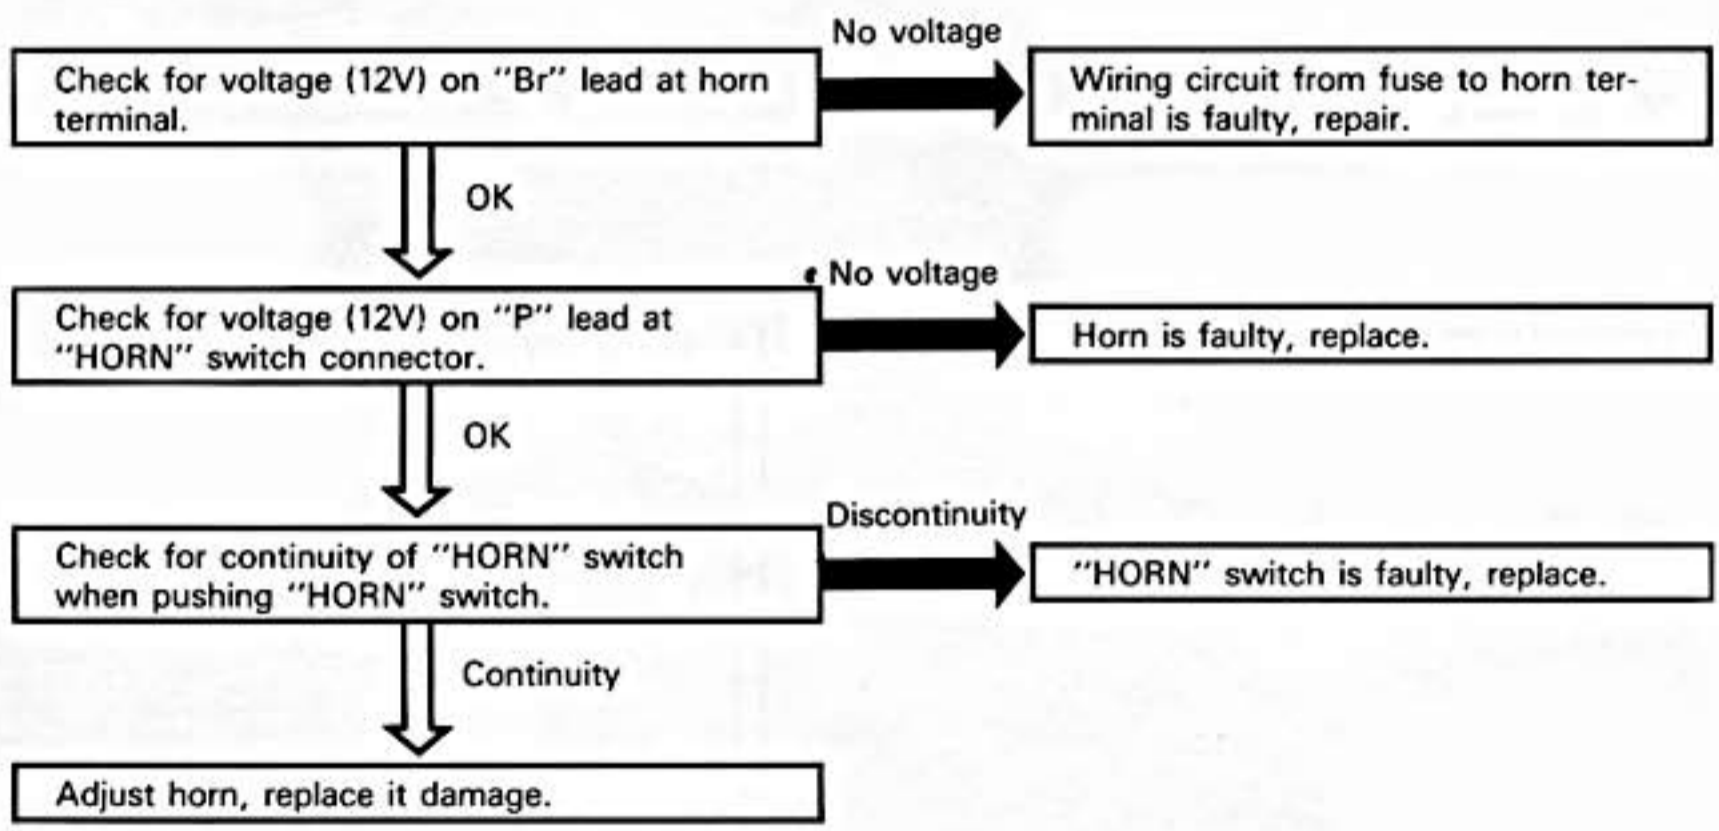 No voltage
Check for voltage (12V) on "Br" lead at horn
terminal.
Wiring circuit from fuse to horn ter-
minal is faulty, repair.
OK
No voltage
Check for voltage (12V) on "P" lead at
"HORN" switch connector.
Horn is faulty, replace.
OK
Discontinuity
Check for continuity of "HORN" switch
when pushing "HORN" switch.
"HORN" switch is faulty, replace.
Continuity
Adjust horn, replace it damage.